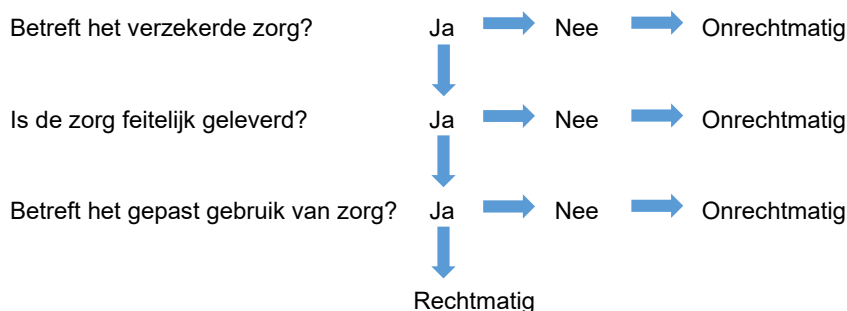 Betreft het verzekerde zorg? Ja Nee Onrechtmatig
Is de zorg feitelijk geleverd? Ja Nee Onrechtmatig
Betreft het gepast gebruik van zorg? Ja Nee Onrechtmatig
Rechtmatig